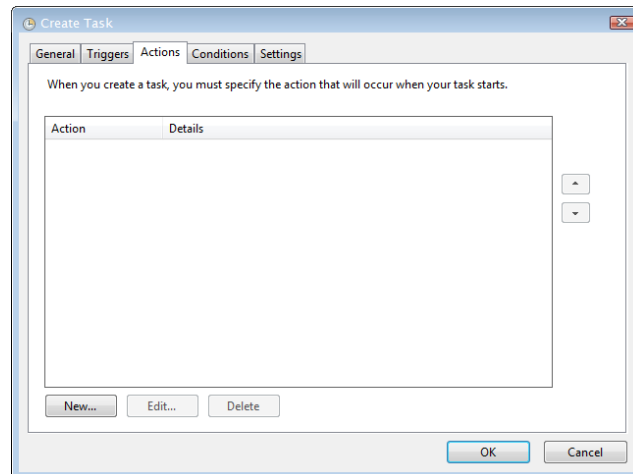 Create Task
General Triggers Actions Conditions Settings
When you create a task, you must specify the action that will occur when your task starts.
Action Details
New... Edit... Delete
OK Cancel